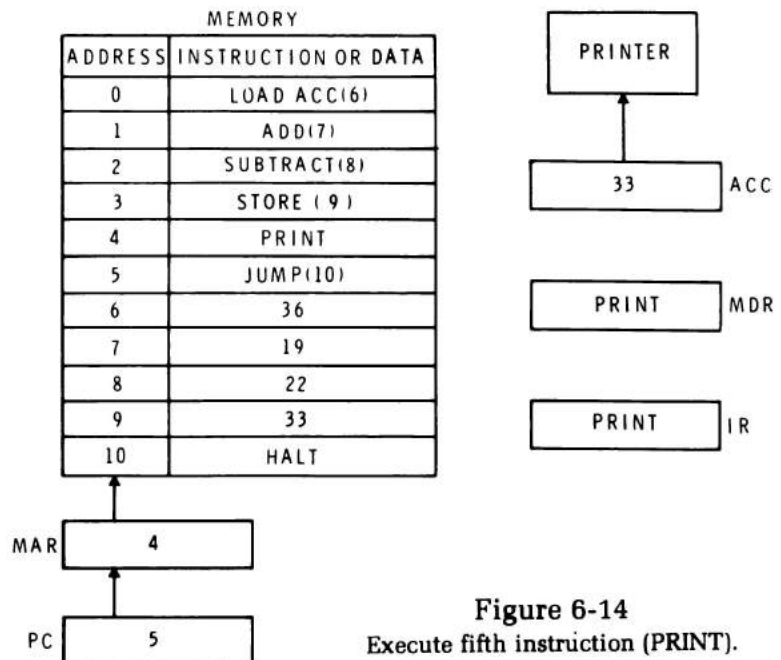 MEMORY
ADDRESS INSTRUCTION OR DATA
0 LOAD ACC(6)
1 ADD(7)
2 SUBTRACT(8)
3 STORE (9)
4 PRINT
5 JUMP(10)
6 36
7 19
8 22
9 33
10 HALT
MAR 4
PC 5
PRINTER
33 ACC
PRINT MDR
PRINT IR
Figure 6-14
Execute fifth instruction (PRINT).